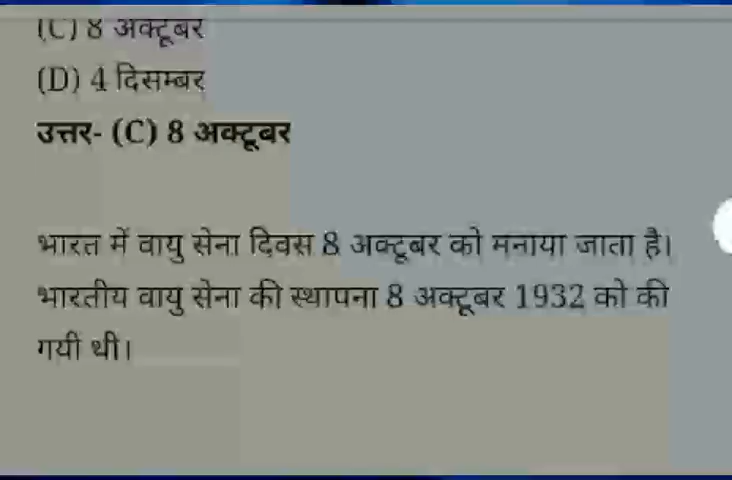 (C) 8 अक्टूबर
(D) 4 दिसम्बर
उत्तर- (C) 8 अक्टूबर
भारत में वायु सेना दिवस 8 अक्टूबर को मनाया जाता है।
भारतीय वायु सेना की स्थापना 8 अक्टूबर 1932 को की
गयी थी।